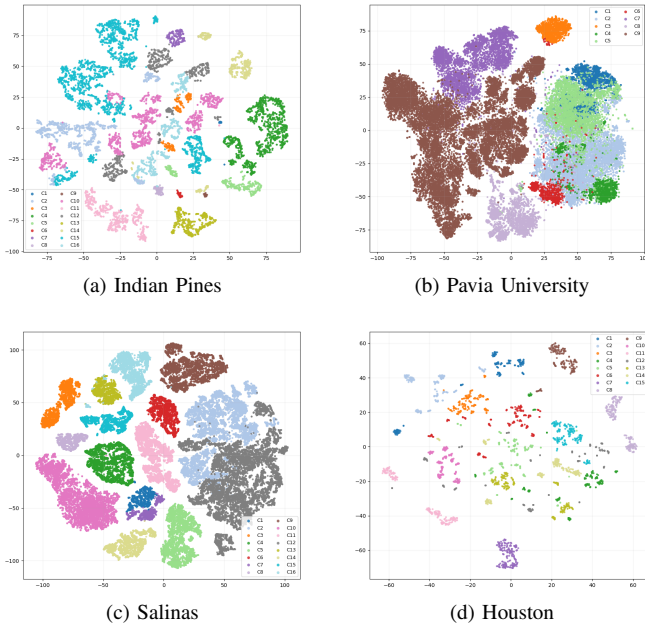 100
75
50
25
0
−25
−50
−75
−100
C1 C9
C2 C10
C3 C11
C4 C12
C5 C13
C6 C14
C7 C15
C8 C16
−75 −50 −25 0 25 50 75
(a) Indian Pines
75
50
25
0
−25
−50
−75
C1 C6
C2 C7
C3 C8
C4 C9
C5
−100 −75 −50 −25 0 25 50 75 100
(b) Pavia University
100
50
0
−50
−100
C1 C9
C2 C10
C3 C11
C4 C12
C5 C13
C6 C14
C7 C15
C8 C16
−100 −50 0 50 100
(c) Salinas
60
40
20
0
−20
−40
−60
C1 C9
C2 C10
C3 C11
C4 C12
C5 C13
C6 C14
C7 C15
C8
−60 −40 −20 0 20 40 60
(d) Houston